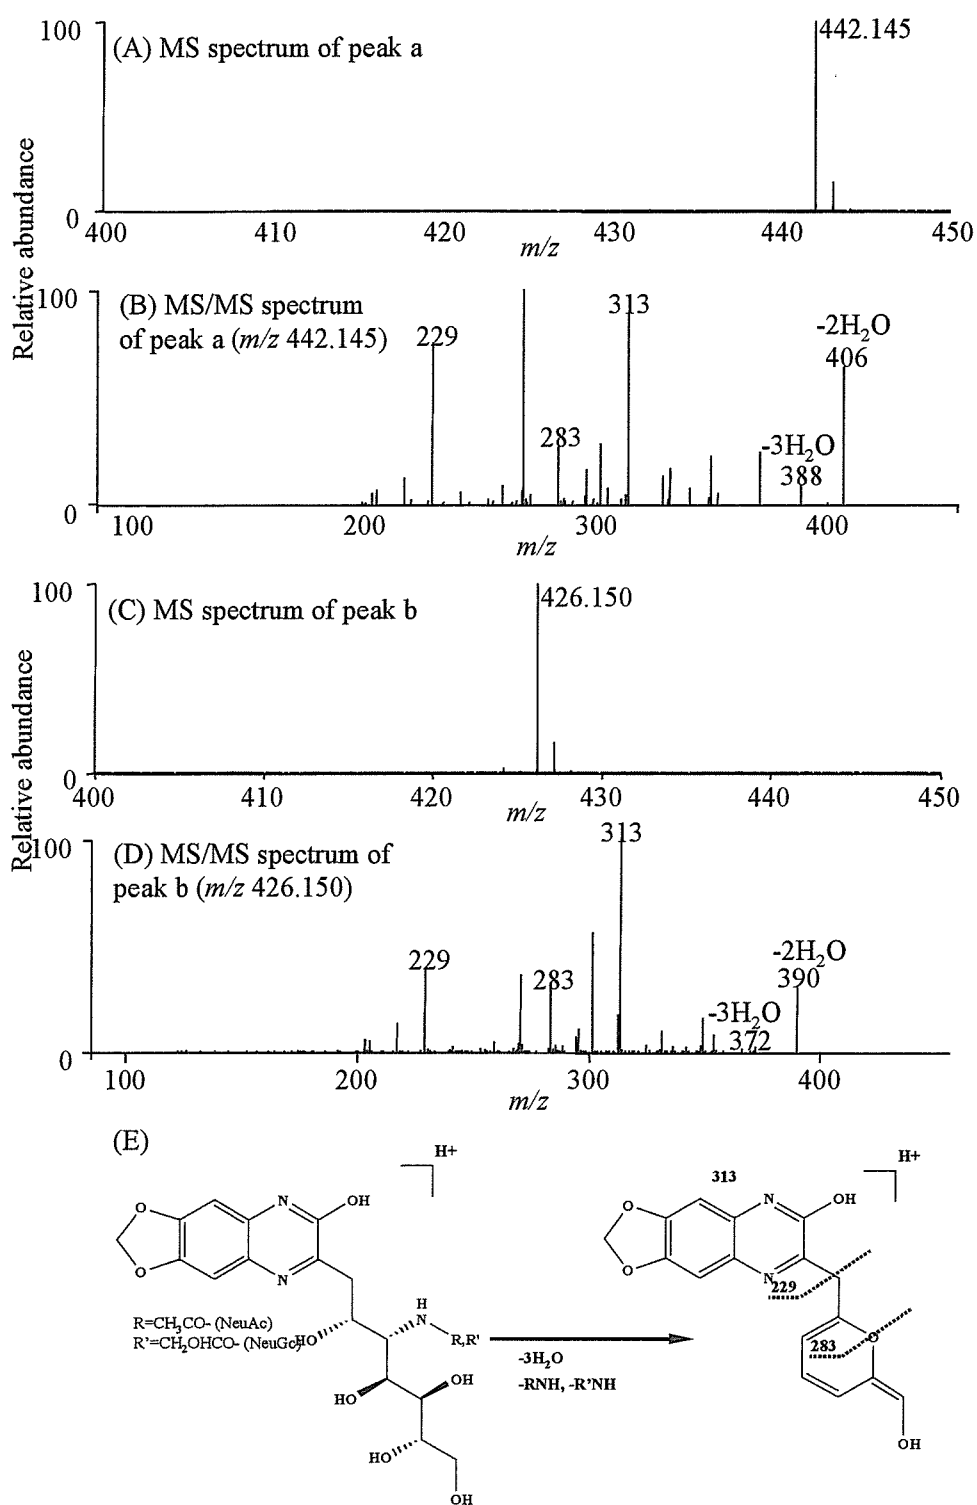 100
(A) MS spectrum of peak a
442.145
0
400 410 420 430 440 450
m/z
Relative abundance
100
(B) MS/MS spectrum
of peak a (m/z 442.145)
229
283
313
-2H2O
406
-3H2O
388
0
100 200 300 400
m/z
100
(C) MS spectrum of peak b
426.150
0
400 410 420 430 440 450
m/z
Relative abundance
100
(D) MS/MS spectrum of
peak b (m/z 426.150)
229
283
313
-2H2O
390
-3H2O
372
0
100 200 300 400
m/z
(E)
H+
O
O
N
N
OH
H
N
R,R'
R=CH3CO- (NeuAc)
R'=CH2OHCO- (NeuGc)
HO
HO
OH
HO
OH
-3H2O
-RNH, -R'NH
H+
313
O
O
N
N
OH
229
283
O
OH